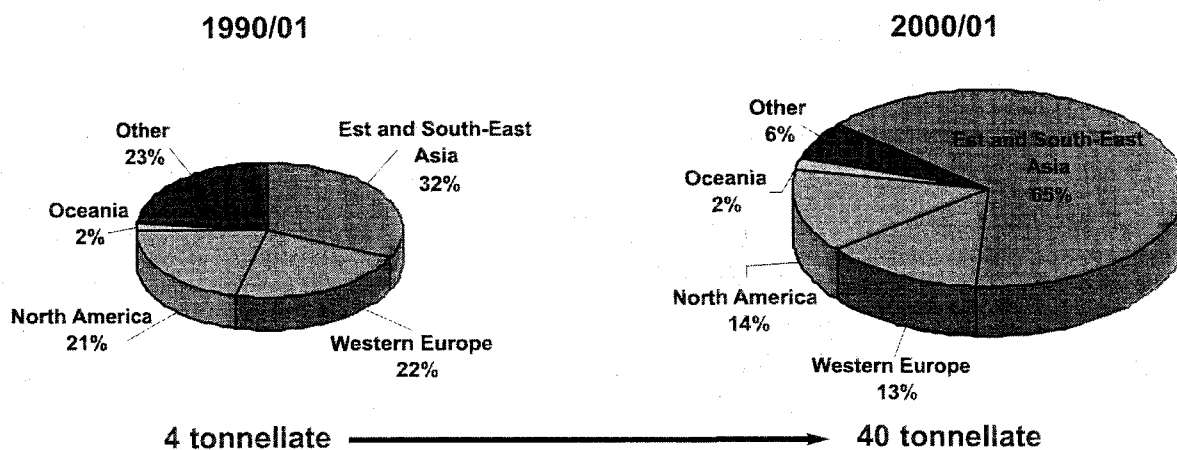 1990/01
Other
23%
Est and South-East
Asia
32%
Oceania
2%
North America
21%
Western Europe
22%
4 tonnellate
2000/01
Other
6%
Est and South-East
Asia
65%
Oceania
2%
North America
14%
Western Europe
13%
40 tonnellate